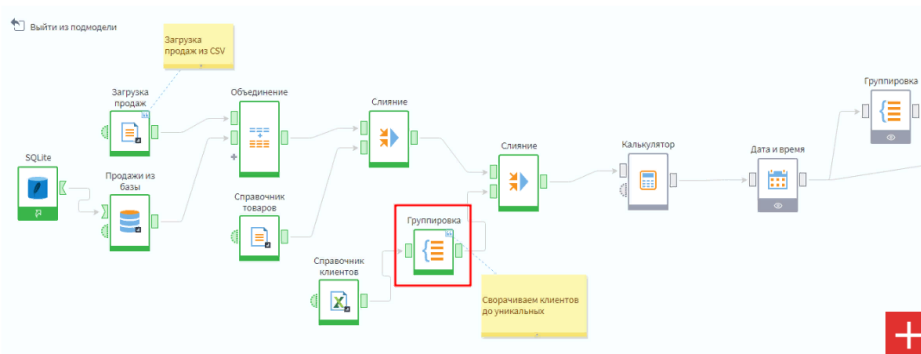 Выйти из подмодели
Загрузка
продаж из CSV
Загрузка
продаж
Объединение
Слияние
Группировка
SQLite
Продажи из
базы
Слияние
Калькулятор
Дата и время
Справочник
товаров
Группировка
Справочник
клиентов
Сворачиваем клиентов
до уникальных